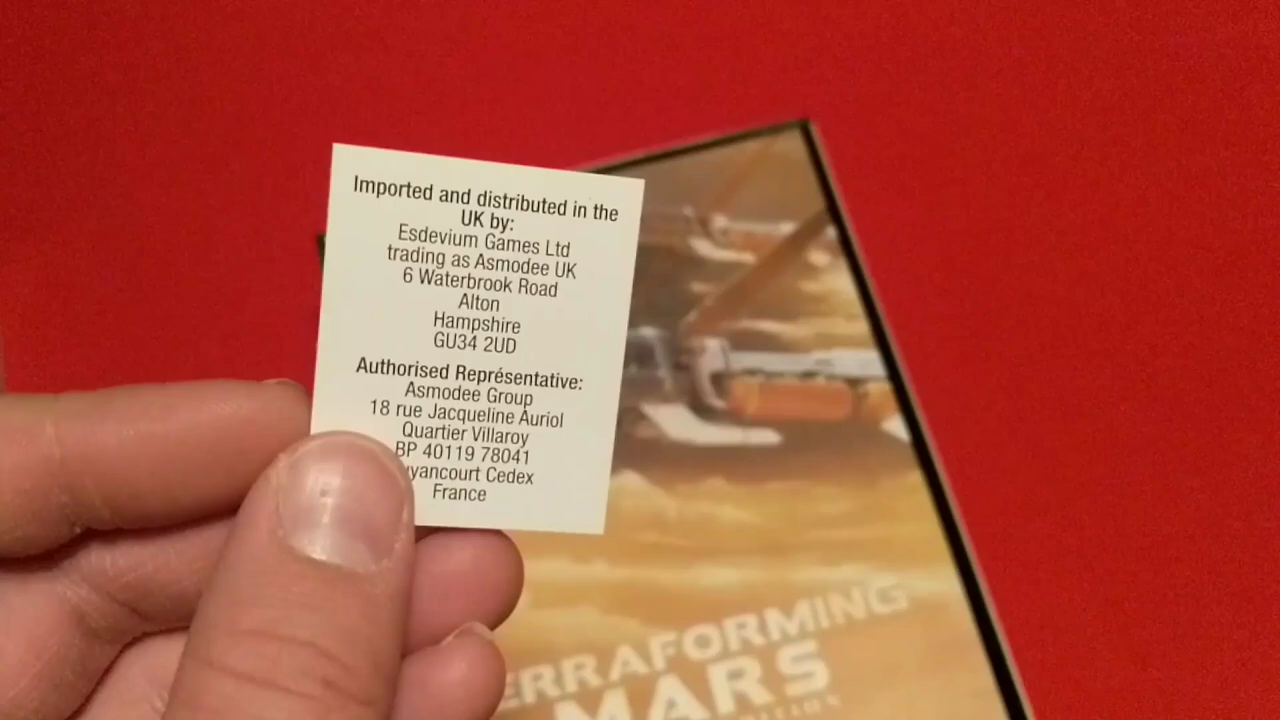 Imported and distributed in the
UK by:
Esdevium Games Ltd
trading as Asmodee UK
6 Waterbrook Road
Alton
Hampshire
GU34 2UD
Authorised Représentative:
Asmodee Group
18 rue Jacqueline Auriol
Quartier Villaroy
BP 40119 78041
yancourt Cedex
France
ERRAFORMING
MARS